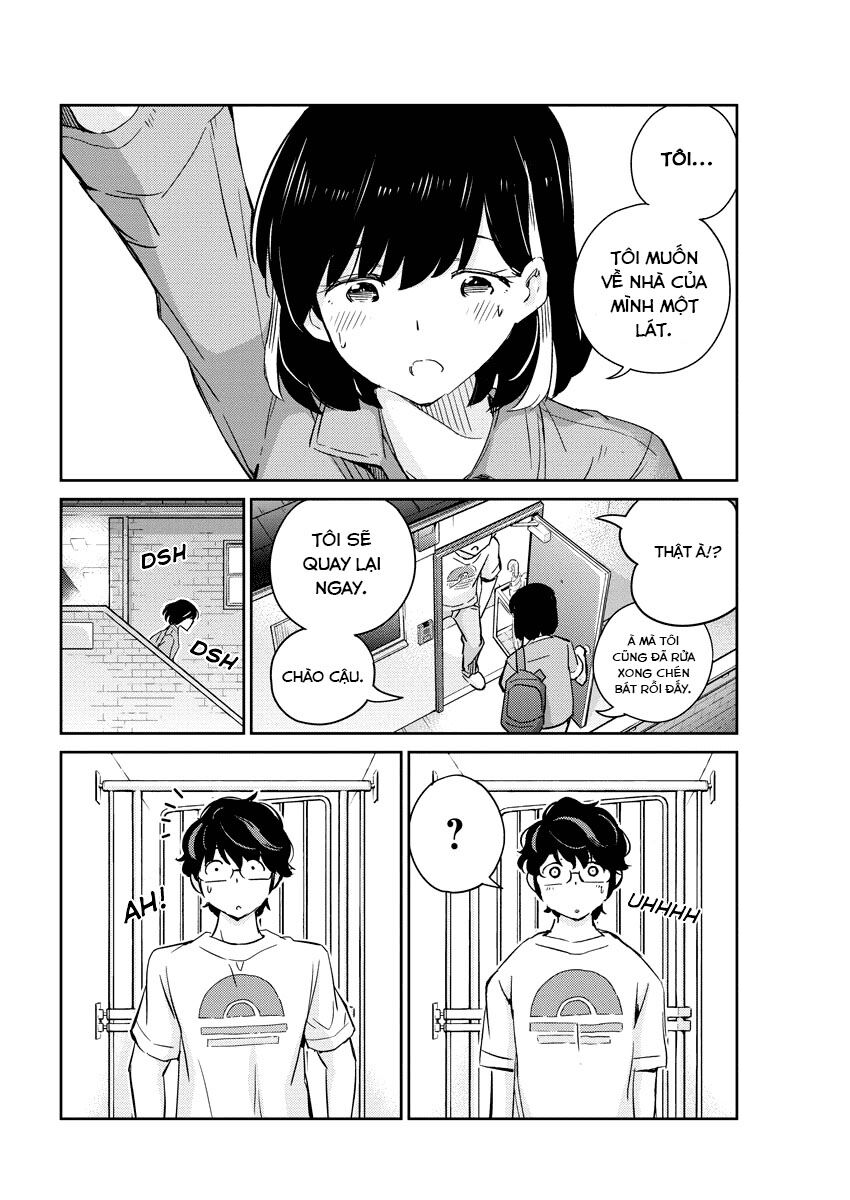 TÔI...
TÔI MUỐN
VỀ NHÀ CỦA
MÌNH MỘT
LÁT.
THẬT À!?
À MÀ TÔI
CŨNG ĐÃ RỬA
XONG CHÉN
BÁT RỒI ĐẤY.
TÔI SẼ
QUAY LẠI
NGAY.
CHÀO CẬU.
DSH
DSH
?
UHHHH
AH!